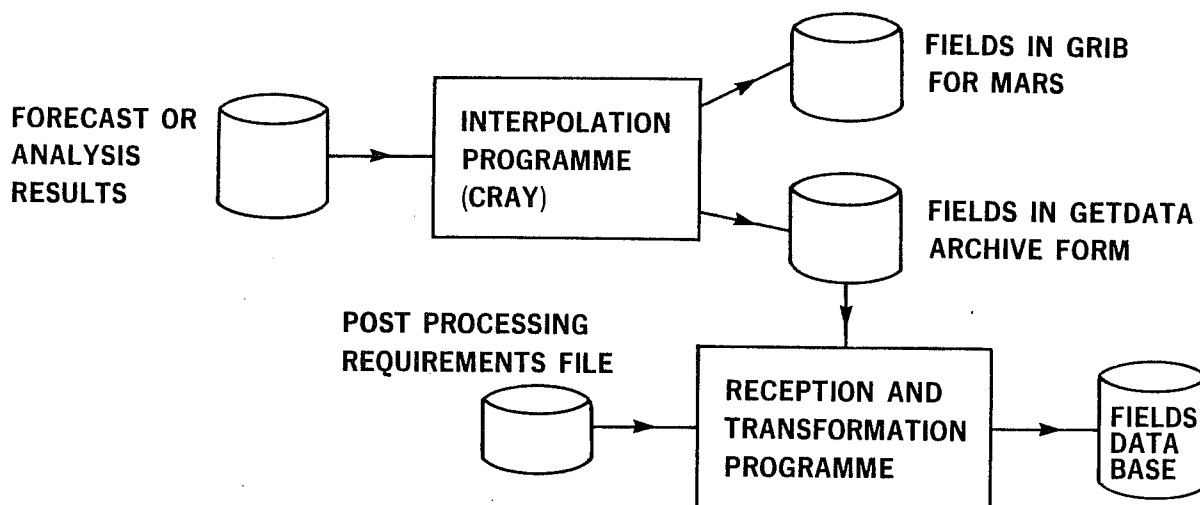 FORECAST OR
ANALYSIS
RESULTS
INTERPOLATION
PROGRAMME
(CRAY)
FIELDS IN GRIB
FOR MARS
FIELDS IN GETDATA
ARCHIVE FORM
POST PROCESSING
REQUIREMENTS FILE
RECEPTION AND
TRANSFORMATION
PROGRAMME
FIELDS
DATA
BASE